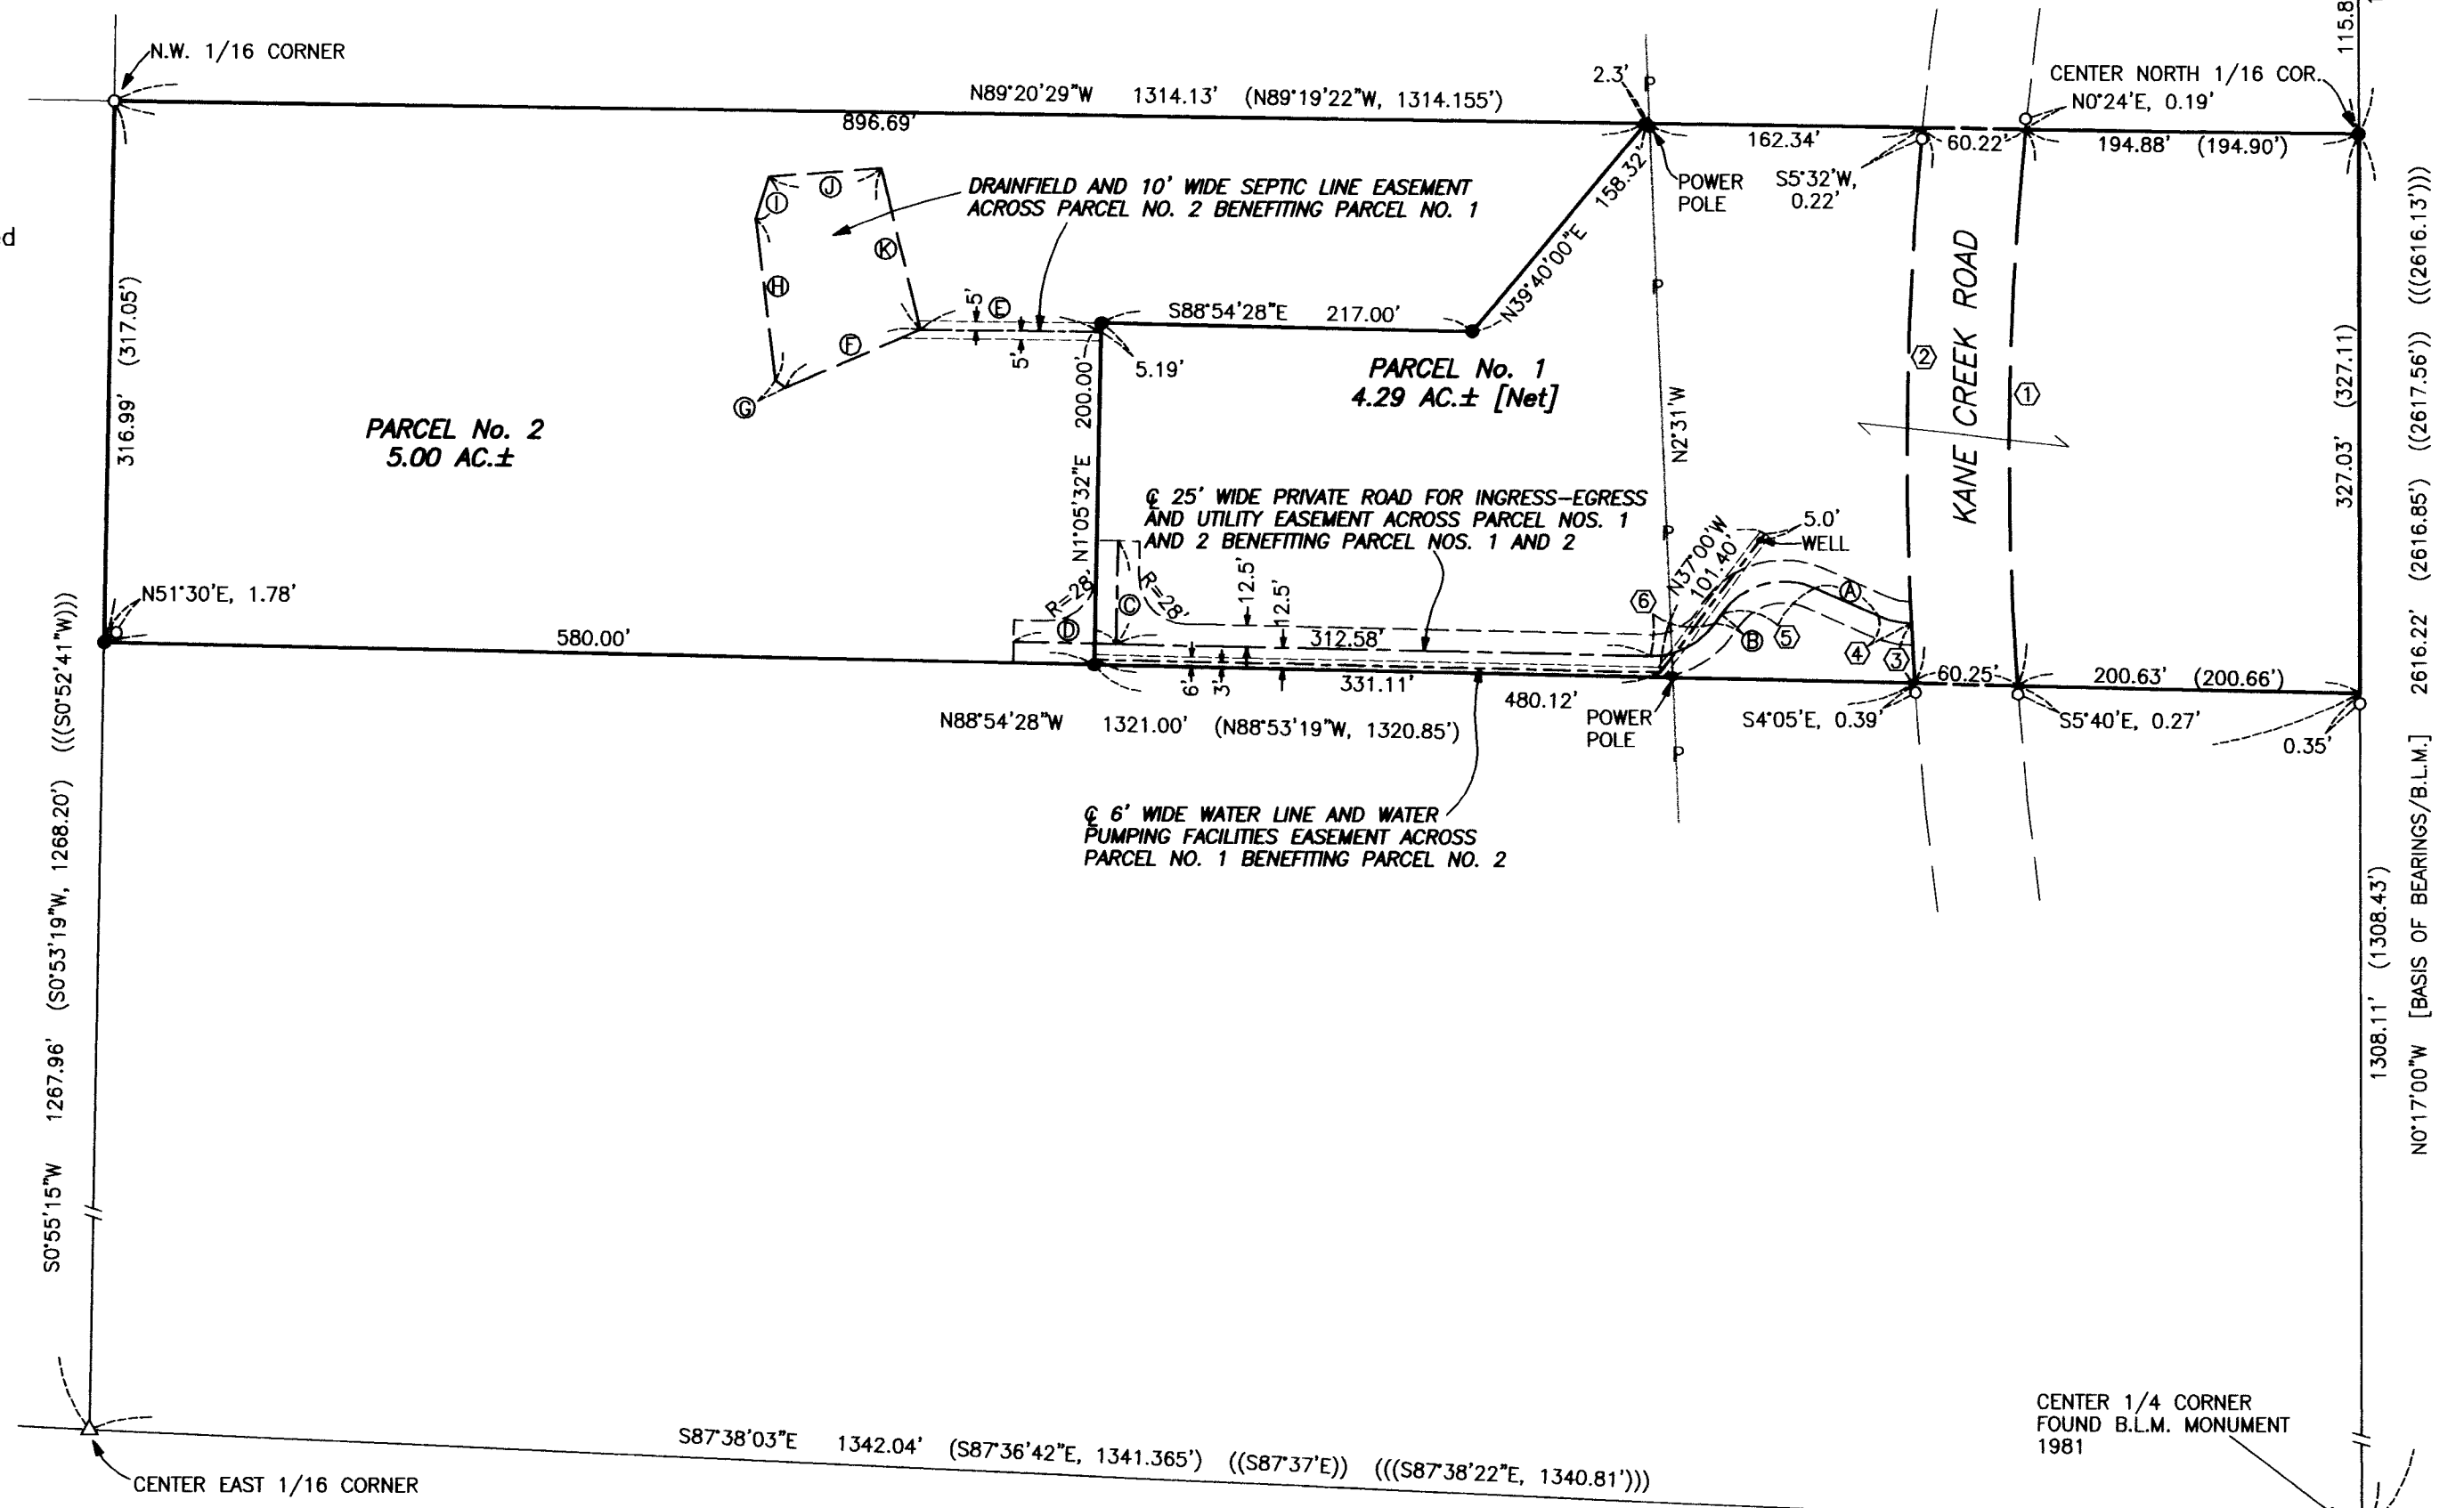 N.W. 1/16 CORNER
N89°20'29"W 1314.13' (N89°19'22"W, 1314.155')
896.69'
2.3'
P
CENTER NORTH 1/16 COR.
N0°24'E, 0.19'
115.8
162.34'
60.22'
194.88' (194.90')
POWER
POLE
S5°32'W,
0.22'
158.32'
N39°40'00"E
DRAINFIELD AND 10' WIDE SEPTIC LINE EASEMENT
ACROSS PARCEL NO. 2 BENEFITING PARCEL NO. 1
I
J
K
H
F
G
E
5'
5'
ed
S88°54'28"E 217.00'
5.19'
P
PARCEL No. 1
4.29 AC.± [Net]
PARCEL No. 2
5.00 AC.±
316.99' (317.05')
N1°05'32"E 200.00'
N2°31'W
KANE CREEK ROAD
2
1
327.03' (327.11)
℄ 25' WIDE PRIVATE ROAD FOR INGRESS-EGRESS
AND UTILITY EASEMENT ACROSS PARCEL NOS. 1
AND 2 BENEFITING PARCEL NOS. 1 AND 2
P
N37°00'W
101.40'
5.0'
WELL
N51°30'E, 1.78'
R=28'
C
R=28'
D
12.5'
12.5'
6
A
B
5
4
3
580.00'
312.58'
6'
3'
331.11'
480.12'
60.25'
200.63' (200.66')
N88°54'28"W 1321.00' (N88°53'19"W, 1320.85')
POWER
POLE
P
S4°05'E, 0.39'
S5°40'E, 0.27'
0.35'
℄ 6' WIDE WATER LINE AND WATER
PUMPING FACILITIES EASEMENT ACROSS
PARCEL NO. 1 BENEFITING PARCEL NO. 2
S0°55'15"W 1267.96' (S0°53'19"W, 1268.20') (((S0°52'41"W)))
1308.11' (1308.43')
N0°17'00"W [BASIS OF BEARINGS/B.L.M.] 2616.22' (2616.85') ((2617.56')) (((2616.13')))
CENTER 1/4 CORNER
FOUND B.L.M. MONUMENT
1981
S87°38'03"E 1342.04' (S87°36'42"E, 1341.365') ((S87°37'E)) (((S87°38'22"E, 1340.81')))
CENTER EAST 1/16 CORNER